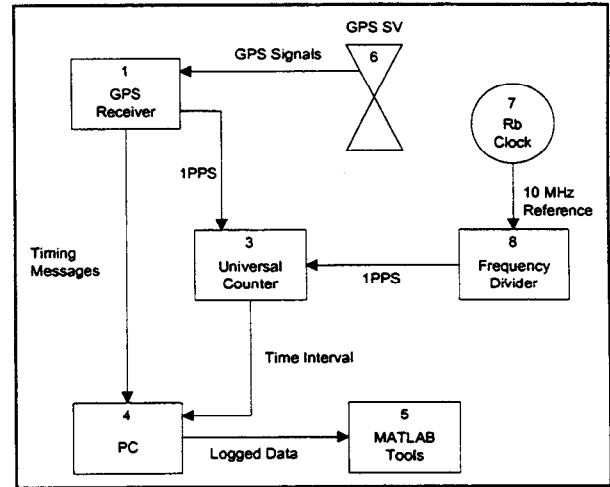 GPS SV
6
GPS Signals
1
GPS
Receiver
7
Rb
Clock
1PPS
10 MHz
Reference
Timing
Messages
3
Universal
Counter
1PPS
8
Frequency
Divider
Time Interval
4
PC
Logged Data
5
MATLAB
Tools